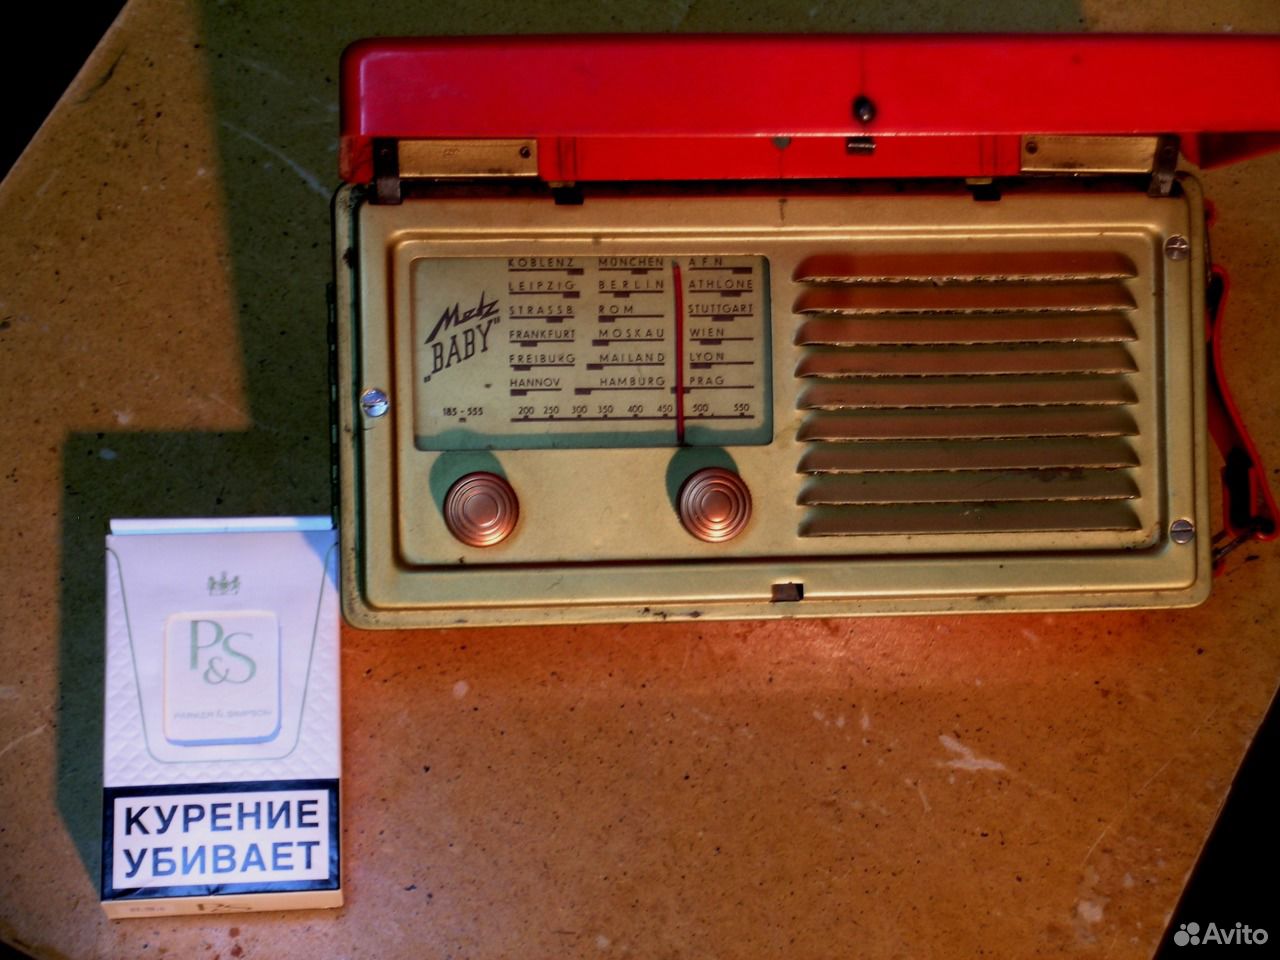 KOBLENZ MÜNCHEN AFN
LEIPZIG BERLIN ATHLONE
STRASSB. ROM STUTTGART
FRANKFURT MOSKAU WIEN
FREIBURG MAILAND LYON
HANNOV HAMBURG PRAG
Metz
„BABY"
185 - 555 200 250 300 350 400 450 500 550
P&S
PARKER & SIMPSON
КУРЕНИЕ
УБИВАЕТ
P&S
Avito